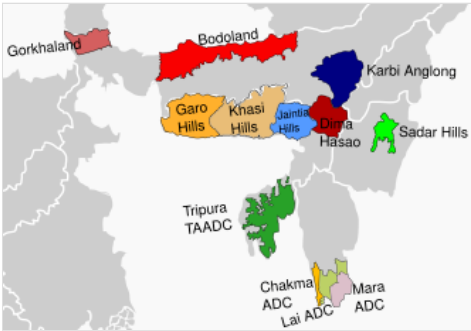 Gorkhaland
Bodoland
Karbi Anglong
Garo
Hills
Khasi
Hills
Jaintia
Hills
Dima
Hasao
Sadar Hills
Tripura
TAADC
Chakma
ADC
Lai ADC
Mara
ADC